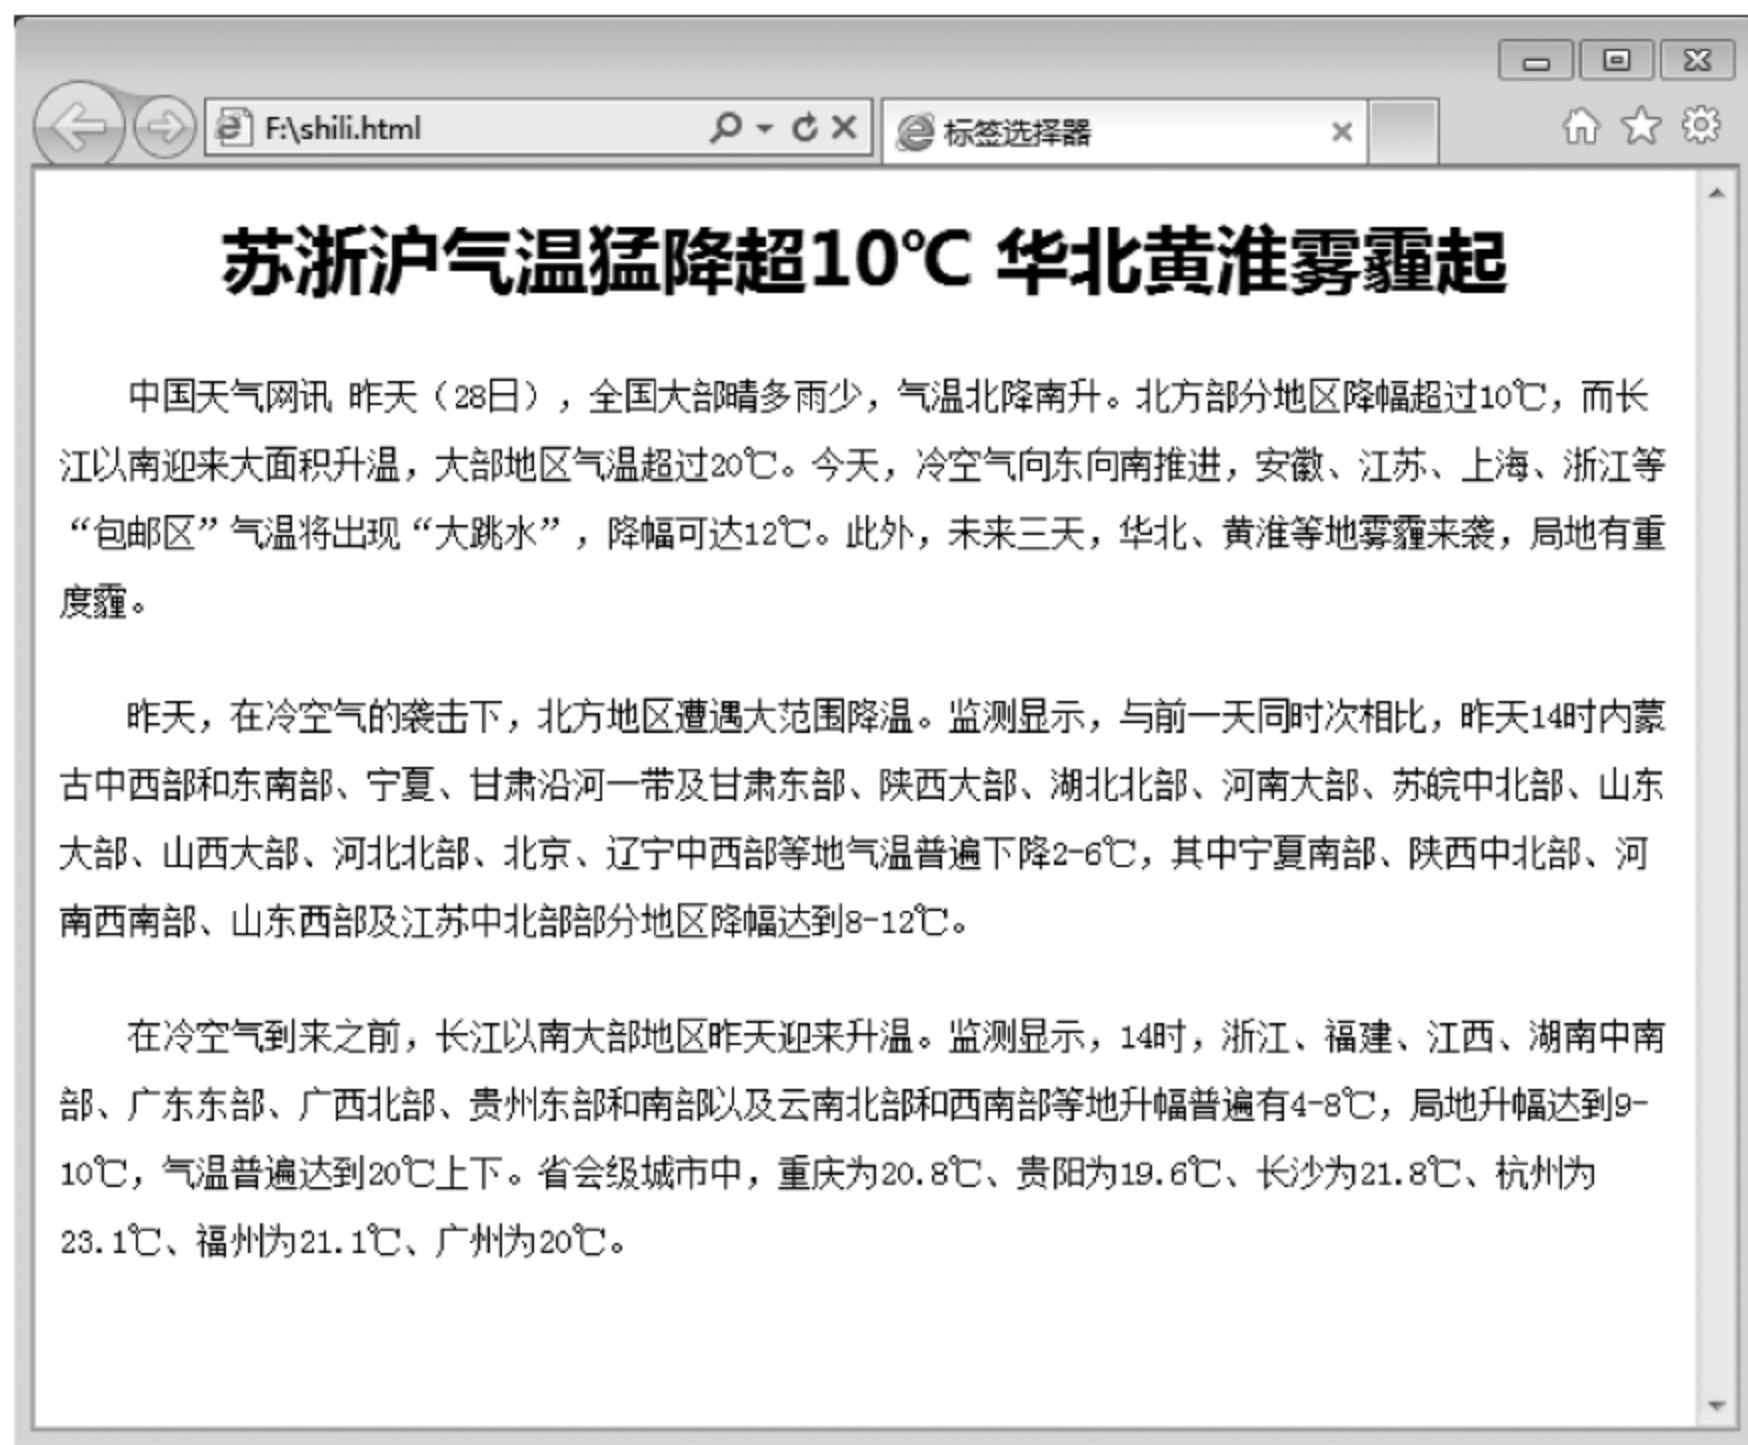 F:\shili.html
标签选择器
苏浙沪气温猛降超10℃ 华北黄淮雾霾起
中国天气网讯 昨天（28日），全国大部晴多雨少，气温北降南升。北方部分地区降幅超过10℃，而长
江以南迎来大面积升温，大部地区气温超过20℃。今天，冷空气向东向南推进，安徽、江苏、上海、浙江等
“包邮区”气温将出现“大跳水”，降幅可达12℃。此外，未来三天，华北、黄淮等地雾霾来袭，局地有重
度霾。
昨天，在冷空气的袭击下，北方地区遭遇大范围降温。监测显示，与前一天同时次相比，昨天14时内蒙
古中西部和东南部、宁夏、甘肃沿河一带及甘肃东部、陕西大部、湖北北部、河南大部、苏皖中北部、山东
大部、山西大部、河北北部、北京、辽宁中西部等地气温普遍下降2-6℃，其中宁夏南部、陕西中北部、河
南西南部、山东西部及江苏中北部部分地区降幅达到8-12℃。
在冷空气到来之前，长江以南大部地区昨天迎来升温。监测显示，14时，浙江、福建、江西、湖南中南
部、广东东部、广西北部、贵州东部和南部以及云南北部和西南部等地升幅普遍有4-8℃，局地升幅达到9-
10℃，气温普遍达到20℃上下。省会级城市中，重庆为20.8℃、贵阳为19.6℃、长沙为21.8℃、杭州为
23.1℃、福州为21.1℃、广州为20℃。